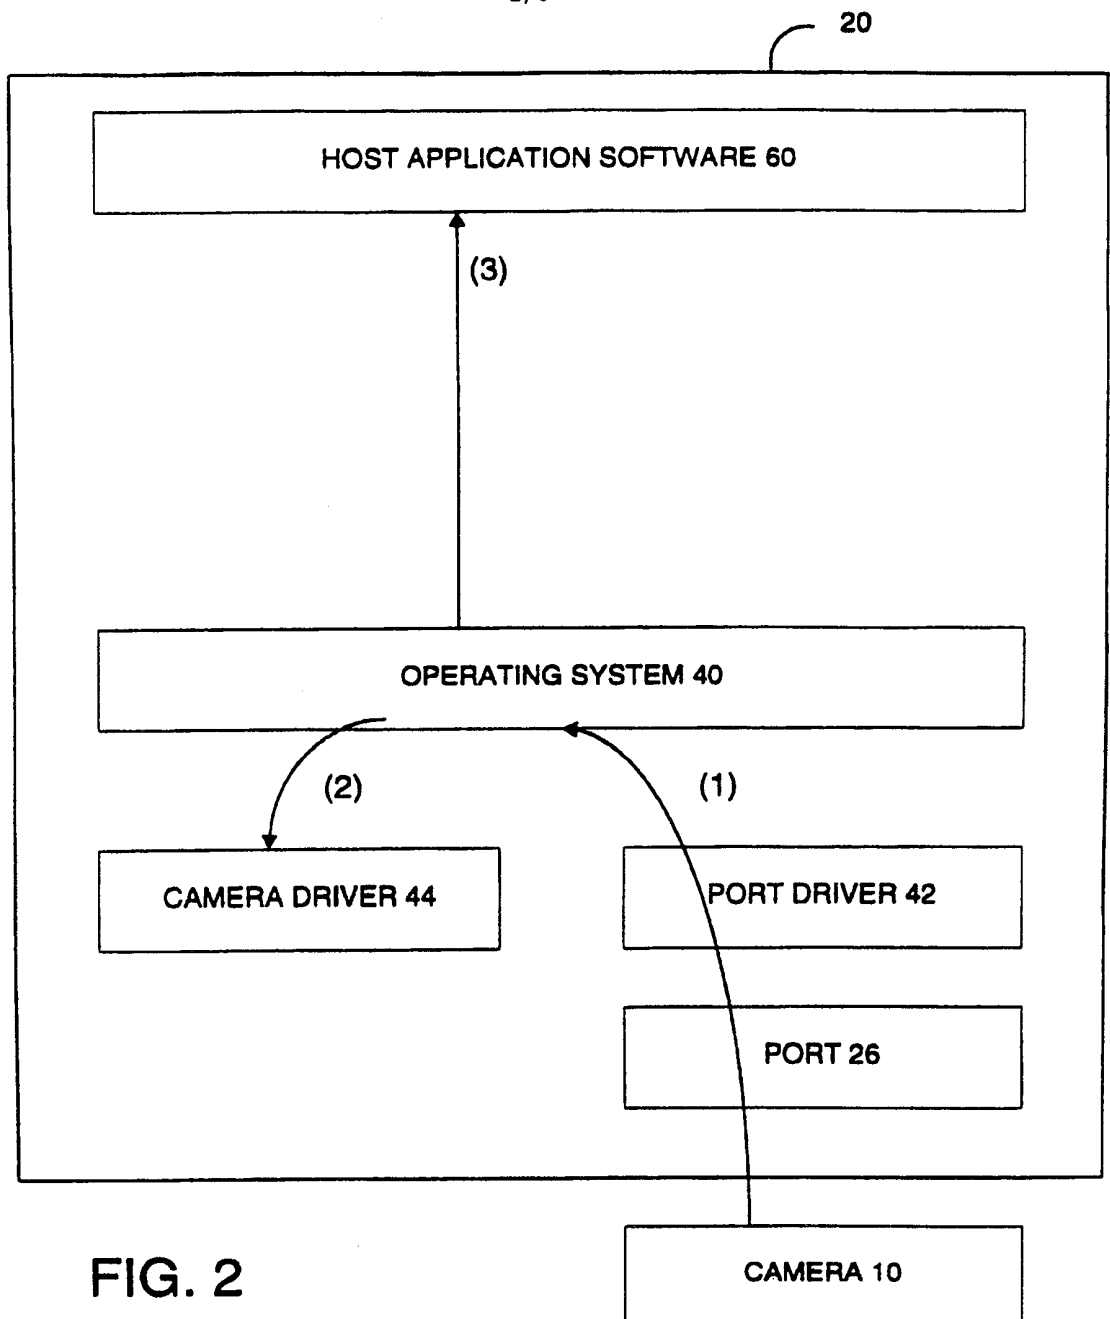 20
HOST APPLICATION SOFTWARE 60
(3)
OPERATING SYSTEM 40
(2)
(1)
CAMERA DRIVER 44
PORT DRIVER 42
PORT 26
CAMERA 10
FIG. 2